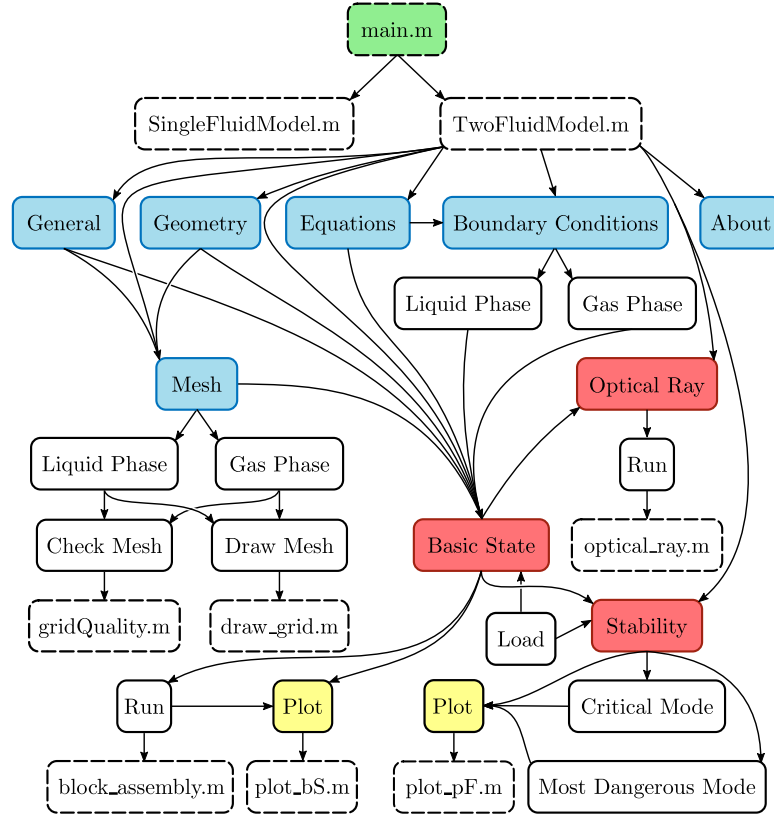 main.m
SingleFluidModel.m
TwoFluidModel.m
General
Geometry
Equations
Boundary Conditions
About
Liquid Phase
Gas Phase
Mesh
Optical Ray
Liquid Phase
Gas Phase
Run
Check Mesh
Draw Mesh
Basic State
optical_ray.m
gridQuality.m
draw_grid.m
Load
Stability
Run
Plot
Plot
Critical Mode
block_assembly.m
plot_bS.m
plot_pF.m
Most Dangerous Mode